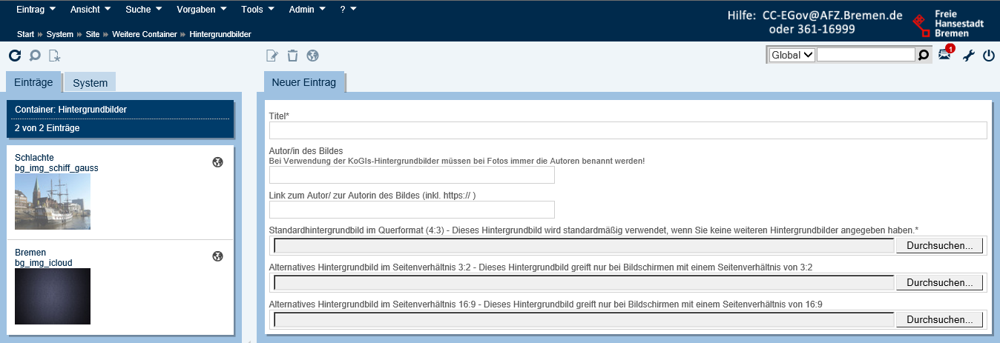 Eintrag Ansicht Suche Vorgaben Tools Admin ?
Hilfe: CC-EGov@AFZ.Bremen.de
oder 361-16999
Freie
Hansestadt
Bremen
Start » System » Site » Weitere Container » Hintergrundbilder
Global
1
Einträge System
Neuer Eintrag
Container: Hintergrundbilder
2 von 2 Einträge
Schlachte
bg_img_schiff_gauss
Bremen
bg_img_icloud
Titel*
Autor/in des Bildes
Bei Verwendung der KoGIs-Hintergrundbilder müssen bei Fotos immer die Autoren benannt werden!
Link zum Autor/ zur Autorin des Bildes (inkl. https:// )
Standardhintergrundbild im Querformat (4:3) - Dieses Hintergrundbild wird standardmäßig verwendet, wenn Sie keine weiteren Hintergrundbilder angegeben haben.*
Durchsuchen...
Alternatives Hintergrundbild im Seitenverhältnis 3:2 - Dieses Hintergrundbild greift nur bei Bildschirmen mit einem Seitenverhältnis von 3:2
Durchsuchen...
Alternatives Hintergrundbild im Seitenverhältnis 16:9 - Dieses Hintergrundbild greift nur bei Bildschirmen mit einem Seitenverhältnis von 16:9
Durchsuchen...